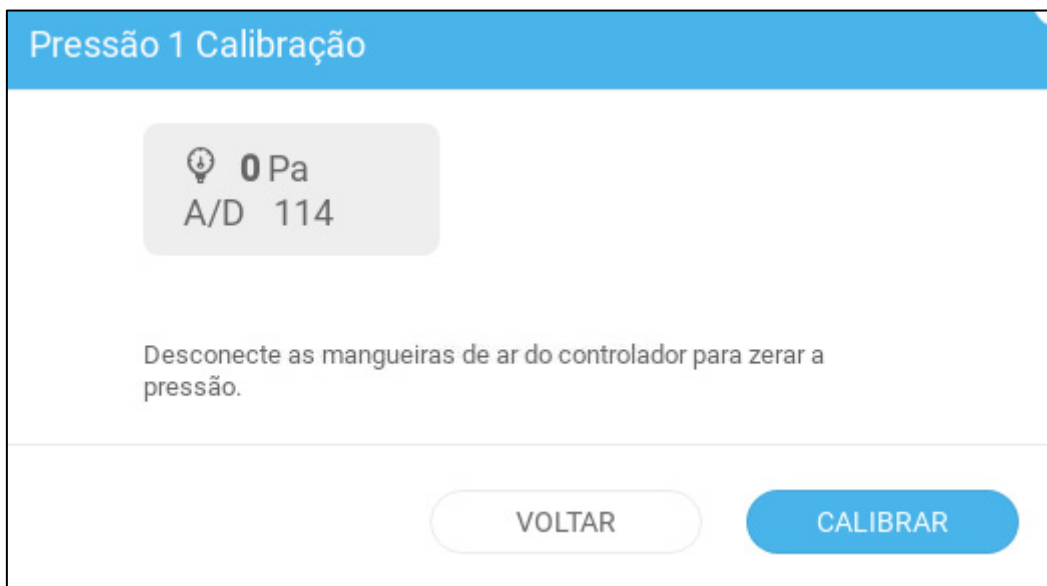 Pressão 1 Calibração
0 Pa
A/D 114
Desconecte as mangueiras de ar do controlador para zerar a
pressão.
VOLTAR
CALIBRAR